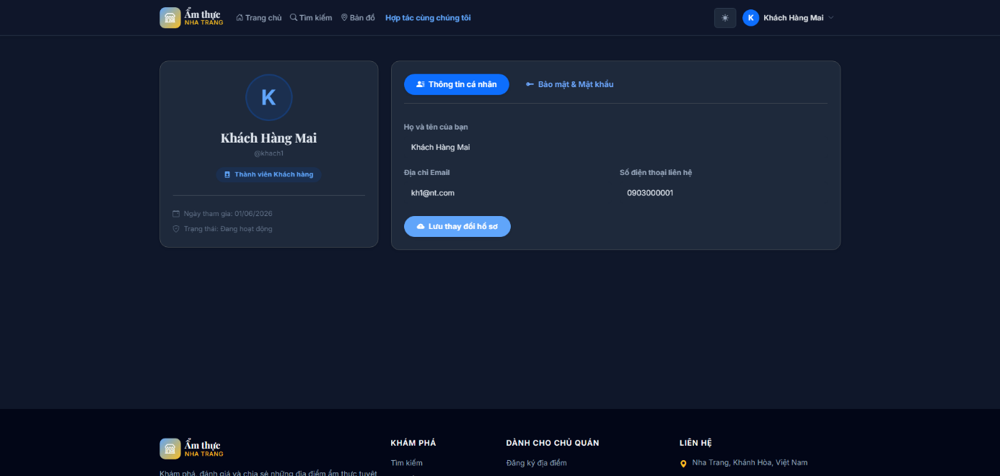 Ẩm thực
NHA TRANG
Trang chủ
Tìm kiếm
Bản đồ
Hợp tác cùng chúng tôi
K
Khách Hàng Mai
K
Khách Hàng Mai
@khach1
Thành viên Khách hàng
Ngày tham gia: 01/06/2026
Trạng thái: Đang hoạt động
Thông tin cá nhân
Bảo mật & Mật khẩu
Họ và tên của bạn
Khách Hàng Mai
Địa chỉ Email
Số điện thoại liên hệ
kh1@nt.com
0903000001
Lưu thay đổi hồ sơ
Ẩm thực
NHA TRANG
Khám phá, đánh giá và chia sẻ những địa điểm ẩm thực tuyệt
KHÁM PHÁ
Tìm kiếm
DÀNH CHO CHỦ QUÁN
Đăng ký địa điểm
LIÊN HỆ
Nha Trang, Khánh Hòa, Việt Nam